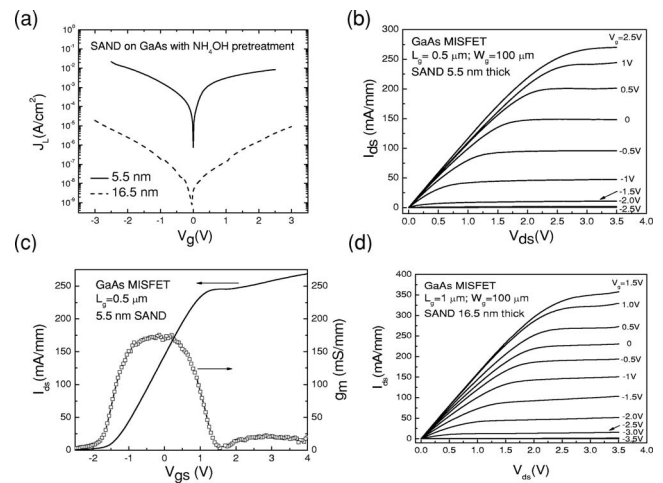 (a)
SAND on GaAs with NH4OH pretreatment
10^0
10^-1
10^-2
10^-3
10^-4
10^-5
10^-6
10^-7
10^-8
10^-9
JL(A/cm²)
5.5 nm
16.5 nm
-3 -2 -1 0 1 2 3
Vg(V)
(b)
GaAs MISFET
Lg= 0.5 μm; Wg=100 μm
SAND 5.5 nm thick
Vg=2.5V
1V
0.5V
0
-0.5V
-1V
-1.5V
-2.0V
-2.5V
300
250
200
150
100
50
0
Ids (mA/mm)
0.0 0.5 1.0 1.5 2.0 2.5 3.0 3.5 4.0
Vds(V)
(c)
GaAs MISFET
Lg=0.5 μm
5.5 nm SAND
250
200
150
100
50
0
Ids(mA/mm)
250
200
150
100
50
0
gm(mS/mm)
-2 -1 0 1 2 3 4
Vgs(V)
(d)
GaAs MISFET
Lg=1 μm; Wg=100 μm
SAND 16.5 nm thick
Vg=1.5V
1.0V
0.5V
0
-0.5V
-1V
-1.5V
-2.0V
-2.5V
-3.0V
-3.5V
400
350
300
250
200
150
100
50
0
Ids(mA/mm)
0.0 0.5 1.0 1.5 2.0 2.5 3.0 3.5 4.0
Vds(V)